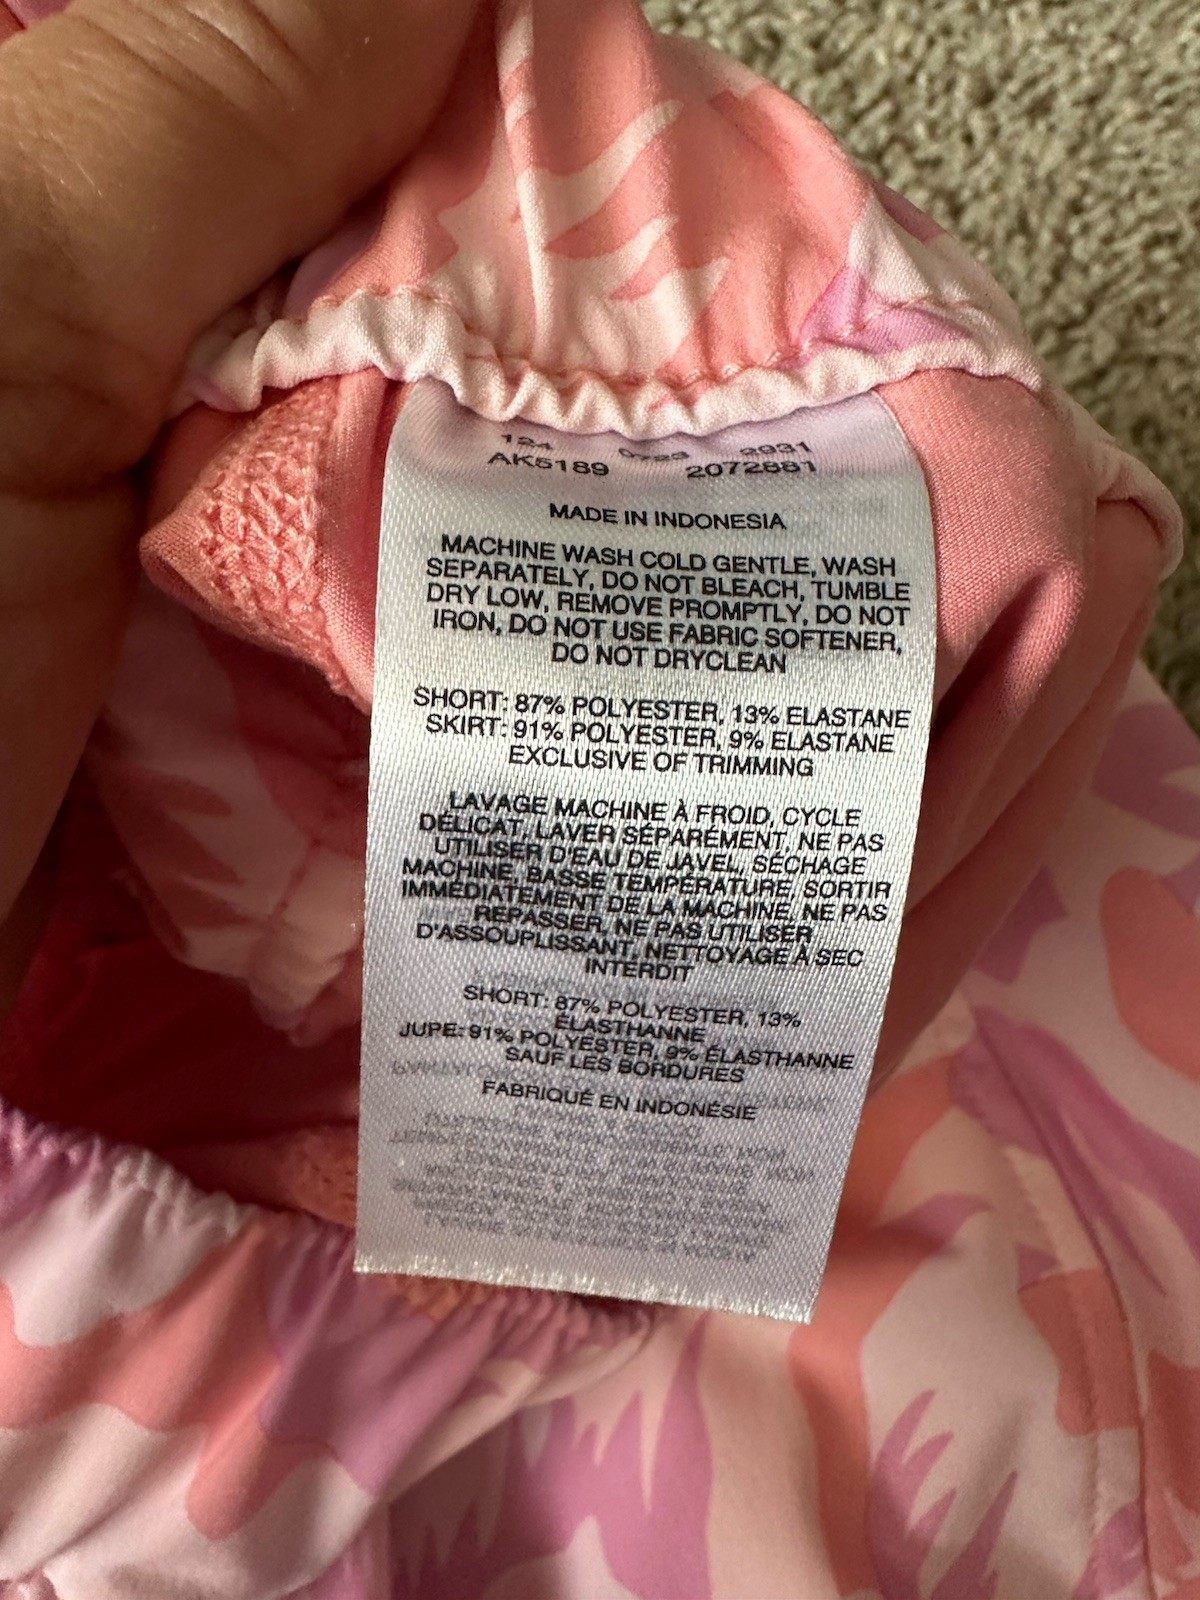 124 0723 2931
AK5189 2072881
MADE IN INDONESIA
MACHINE WASH COLD GENTLE, WASH
SEPARATELY, DO NOT BLEACH, TUMBLE
DRY LOW, REMOVE PROMPTLY, DO NOT
IRON, DO NOT USE FABRIC SOFTENER,
DO NOT DRYCLEAN
SHORT: 87% POLYESTER, 13% ELASTANE
SKIRT: 91% POLYESTER, 9% ELASTANE
EXCLUSIVE OF TRIMMING
LAVAGE MACHINE À FROID, CYCLE
DÉLICAT, LAVER SÉPARÉMENT, NE PAS
UTILISER D'EAU DE JAVEL, SÉCHAGE
MACHINE, BASSE TEMPÉRATURE, SORTIR
IMMÉDIATEMENT DE LA MACHINE, NE PAS
REPASSER, NE PAS UTILISER
D'ASSOUPLISSANT, NETTOYAGE À SEC
INTERDIT
SHORT: 87% POLYESTER, 13%
ÉLASTHANNE
JUPE: 91% POLYESTER, 9% ÉLASTHANNE
SAUF LES BORDURES
FABRIQUÉ EN INDONÉSIE